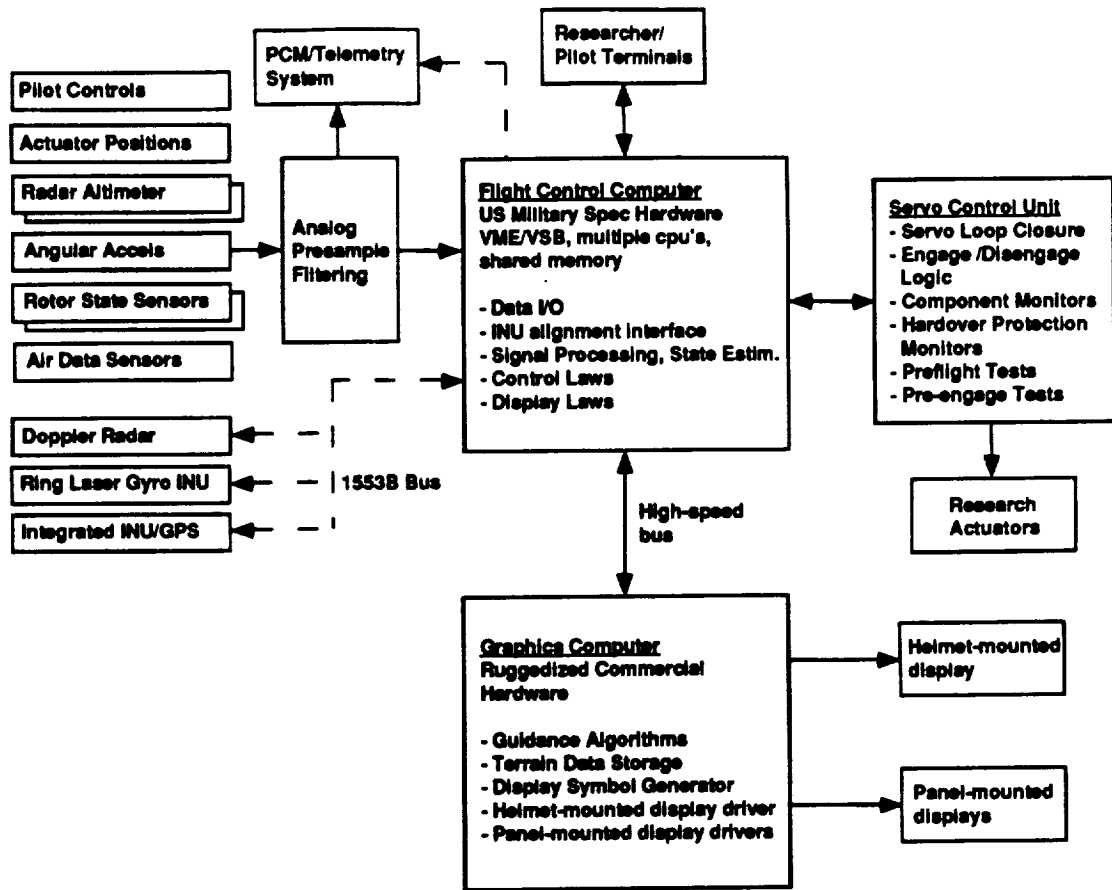 PCM/Telemetry
System
Researcher/
Pilot Terminals
Pilot Controls
Actuator Positions
Radar Altimeter
Angular Accels
Rotor State Sensors
Air Data Sensors
Doppler Radar
Ring Laser Gyro INU
Integrated INU/GPS
1553B Bus
Analog
Presample
Filtering
Flight Control Computer
US Military Spec Hardware
VME/VSB, multiple cpu's,
shared memory
- Data I/O
- INU alignment interface
- Signal Processing, State Estim.
- Control Laws
- Display Laws
Servo Control Unit
- Servo Loop Closure
- Engage /Disengage
Logic
- Component Monitors
- Hardover Protection
Monitors
- Preflight Tests
- Pre-engage Tests
Research
Actuators
High-speed
bus
Graphics Computer
Ruggedized Commercial
Hardware
- Guidance Algorithms
- Terrain Data Storage
- Display Symbol Generator
- Helmet-mounted display driver
- Panel-mounted display drivers
Helmet-mounted
display
Panel-mounted
displays